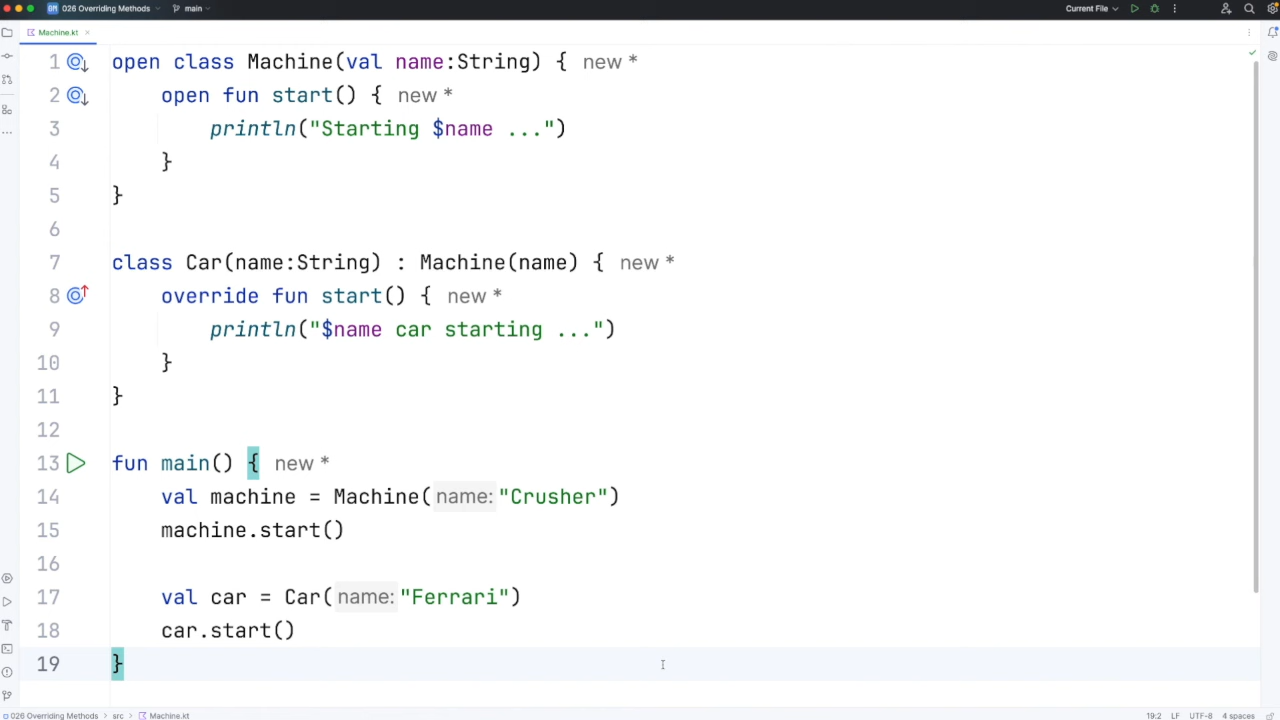 026 Overriding Methods main Current File
Machine.kt
1 open class Machine(val name:String) { new *
2 open fun start() { new *
3 println("Starting $name ...")
4 }
5 }
6
7 class Car(name:String) : Machine(name) { new *
8 override fun start() { new *
9 println("$name car starting ...")
10 }
11 }
12
13 fun main() { new *
14 val machine = Machine( name: "Crusher")
15 machine.start()
16
17 val car = Car( name: "Ferrari")
18 car.start()
19 }
026 Overriding Methods > src > Machine.kt 19:2 LF UTF-8 4 spaces